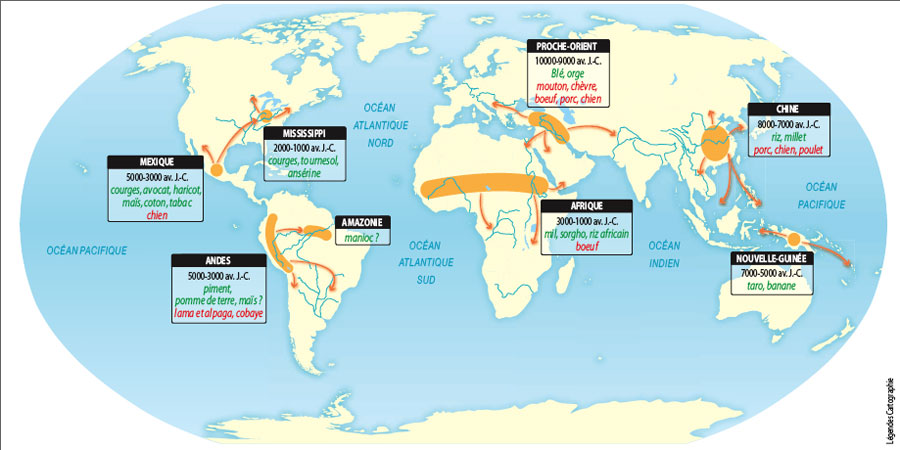 PROCHE-ORIENT
10000-9000 av. J.-C.
Blé, orge
mouton, chèvre,
boeuf, porc, chien
CHINE
8000-7000 av. J.-C.
riz, millet
porc, chien, poulet
OCÉAN
ATLANTIQUE
NORD
MISSISSIPPI
2000-1000 av. J.-C.
courges, tournesol,
ansérine
MEXIQUE
5000-3000 av. J.-C.
courges, avocat, haricot,
maïs, coton, tabac
chien
OCÉAN
PACIFIQUE
AFRIQUE
3000-1000 av. J.-C.
mil, sorgho, riz africain
boeuf
AMAZONIE
manioc ?
OCÉAN PACIFIQUE
OCÉAN
ATLANTIQUE
SUD
OCÉAN
INDIEN
NOUVELLE-GUINÉE
7000-5000 av. J.-C.
taro, banane
ANDES
5000-3000 av. J.-C.
piment,
pomme de terre, maïs ?
lama et alpaga, cobaye
Légendes Cartographie